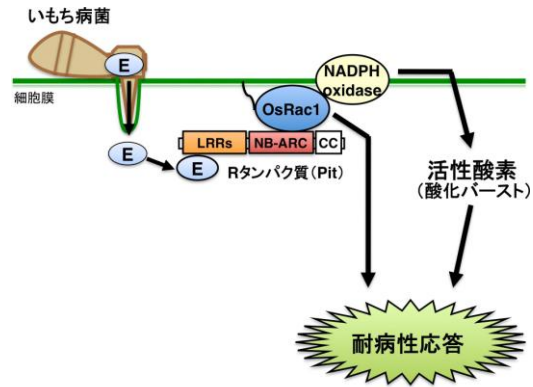 いもち病菌
E
細胞膜
NADPH
oxidase
OsRac1
LRRs
NB-ARC
CC
E
E
Rタンパク質(Pit)
活性酸素
(酸化バースト)
耐病性応答